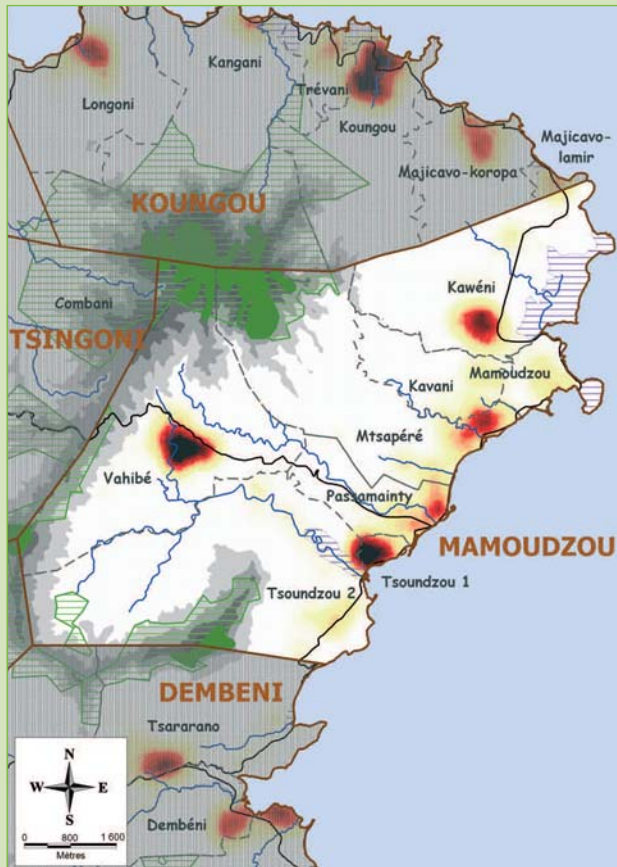 Kangani
Longoni
Trévani
Koungou
Majicavo-
lamir
Majicavo-koropa
KOUNGOU
Kawéni
Combani
TSINGONI
Kavani
Mamoudzou
Mtsapéré
Vahibé
Passamainty
MAMOUDZOU
Tsoundzou 2
Tsoundzou 1
DEMBENI
Tsararano
N
W
E
S
0 800 1 600
Mètres
Dembéni